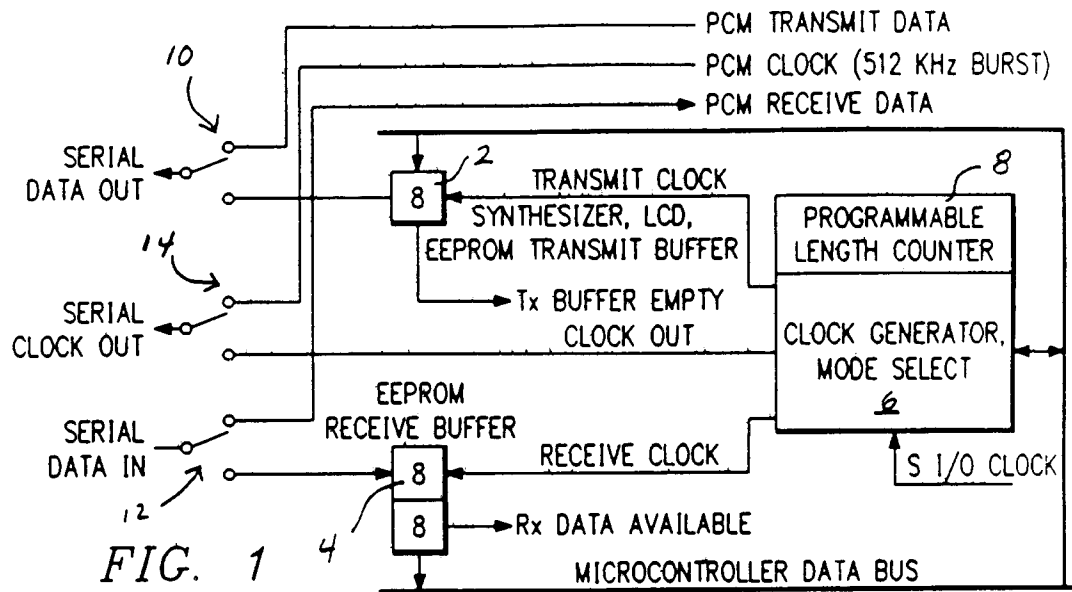 PCM TRANSMIT DATA
PCM CLOCK (512 KHz BURST)
PCM RECEIVE DATA
10
SERIAL
DATA OUT
8
2
TRANSMIT CLOCK
SYNTHESIZER, LCD,
EEPROM TRANSMIT BUFFER
8
PROGRAMMABLE
LENGTH COUNTER
14
SERIAL
CLOCK OUT
Tx BUFFER EMPTY
CLOCK OUT
CLOCK GENERATOR,
MODE SELECT
6
EEPROM
RECEIVE BUFFER
SERIAL
DATA IN
12
8
8
4
RECEIVE CLOCK
S I/O CLOCK
Rx DATA AVAILABLE
MICROCONTROLLER DATA BUS
FIG. 1